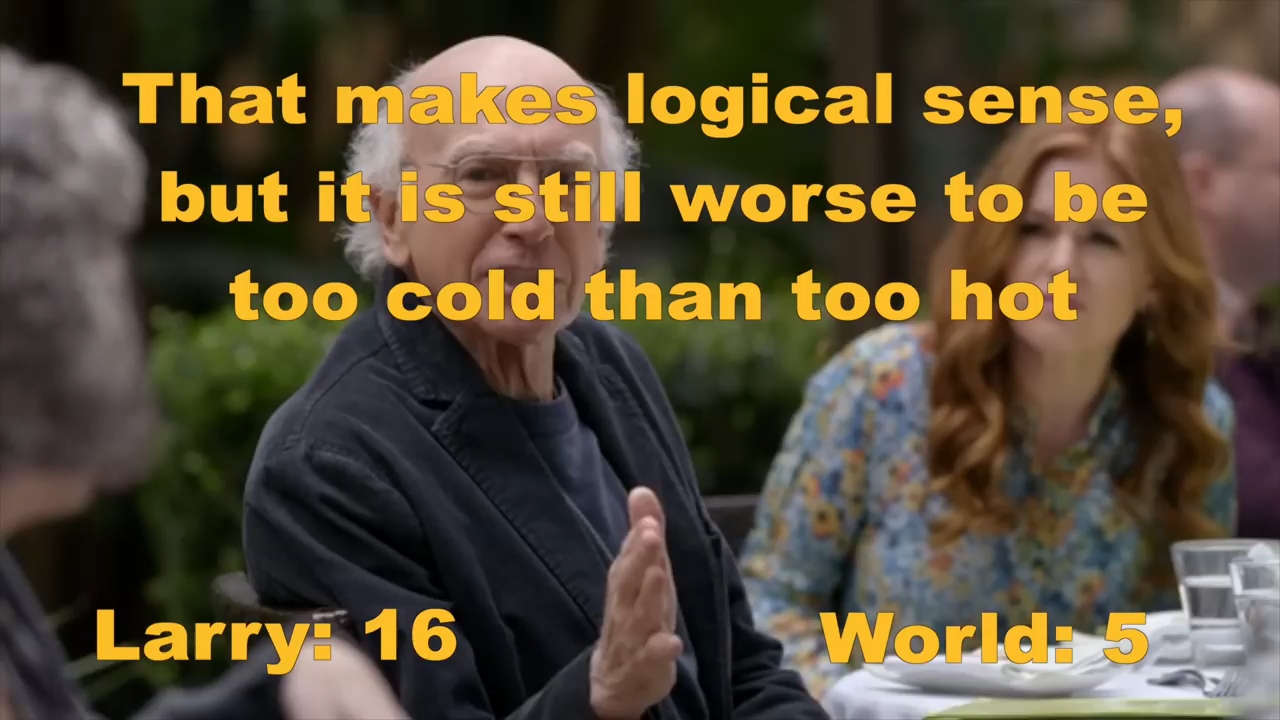 That makes logical sense,
but it is still worse to be
too cold than too hot
Larry: 16
World: 5